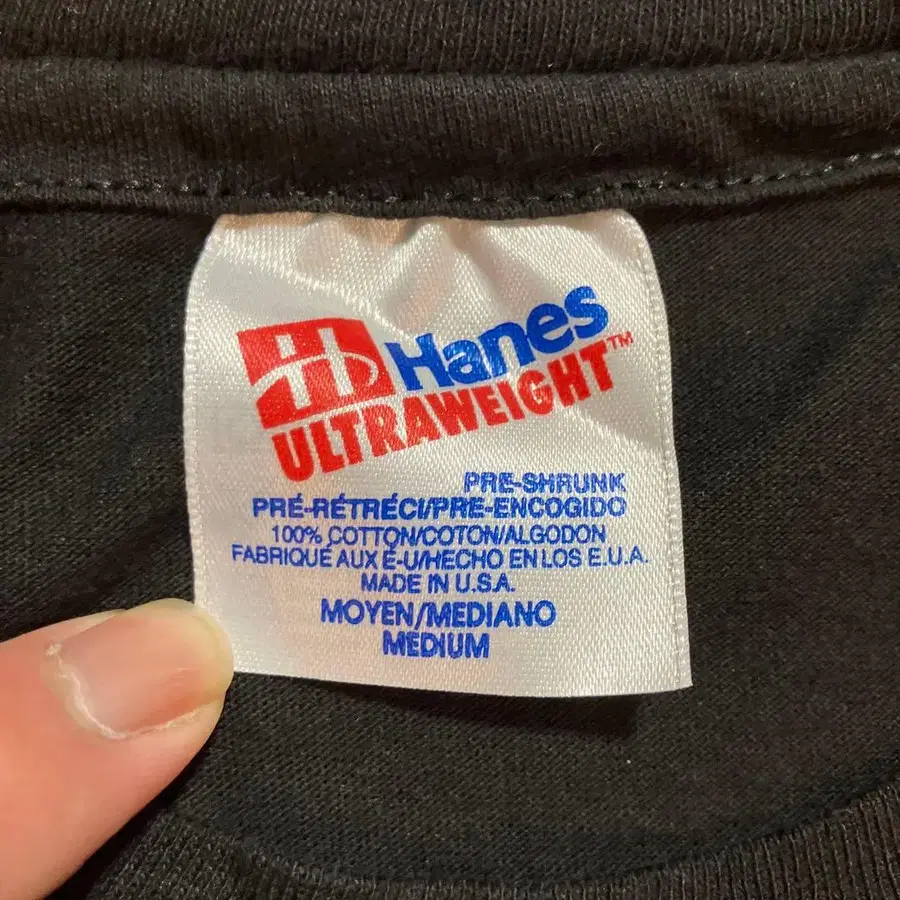 H Hanes
ULTRAWEIGHT™
PRE-SHRUNK
PRÉ-RÉTRÉCI/PRE-ENCOGIDO
100% COTTON/COTON/ALGODON
FABRIQUÉ AUX É-U/HECHO EN LOS E.U.A.
MADE IN U.S.A.
MOYEN/MEDIANO
MEDIUM